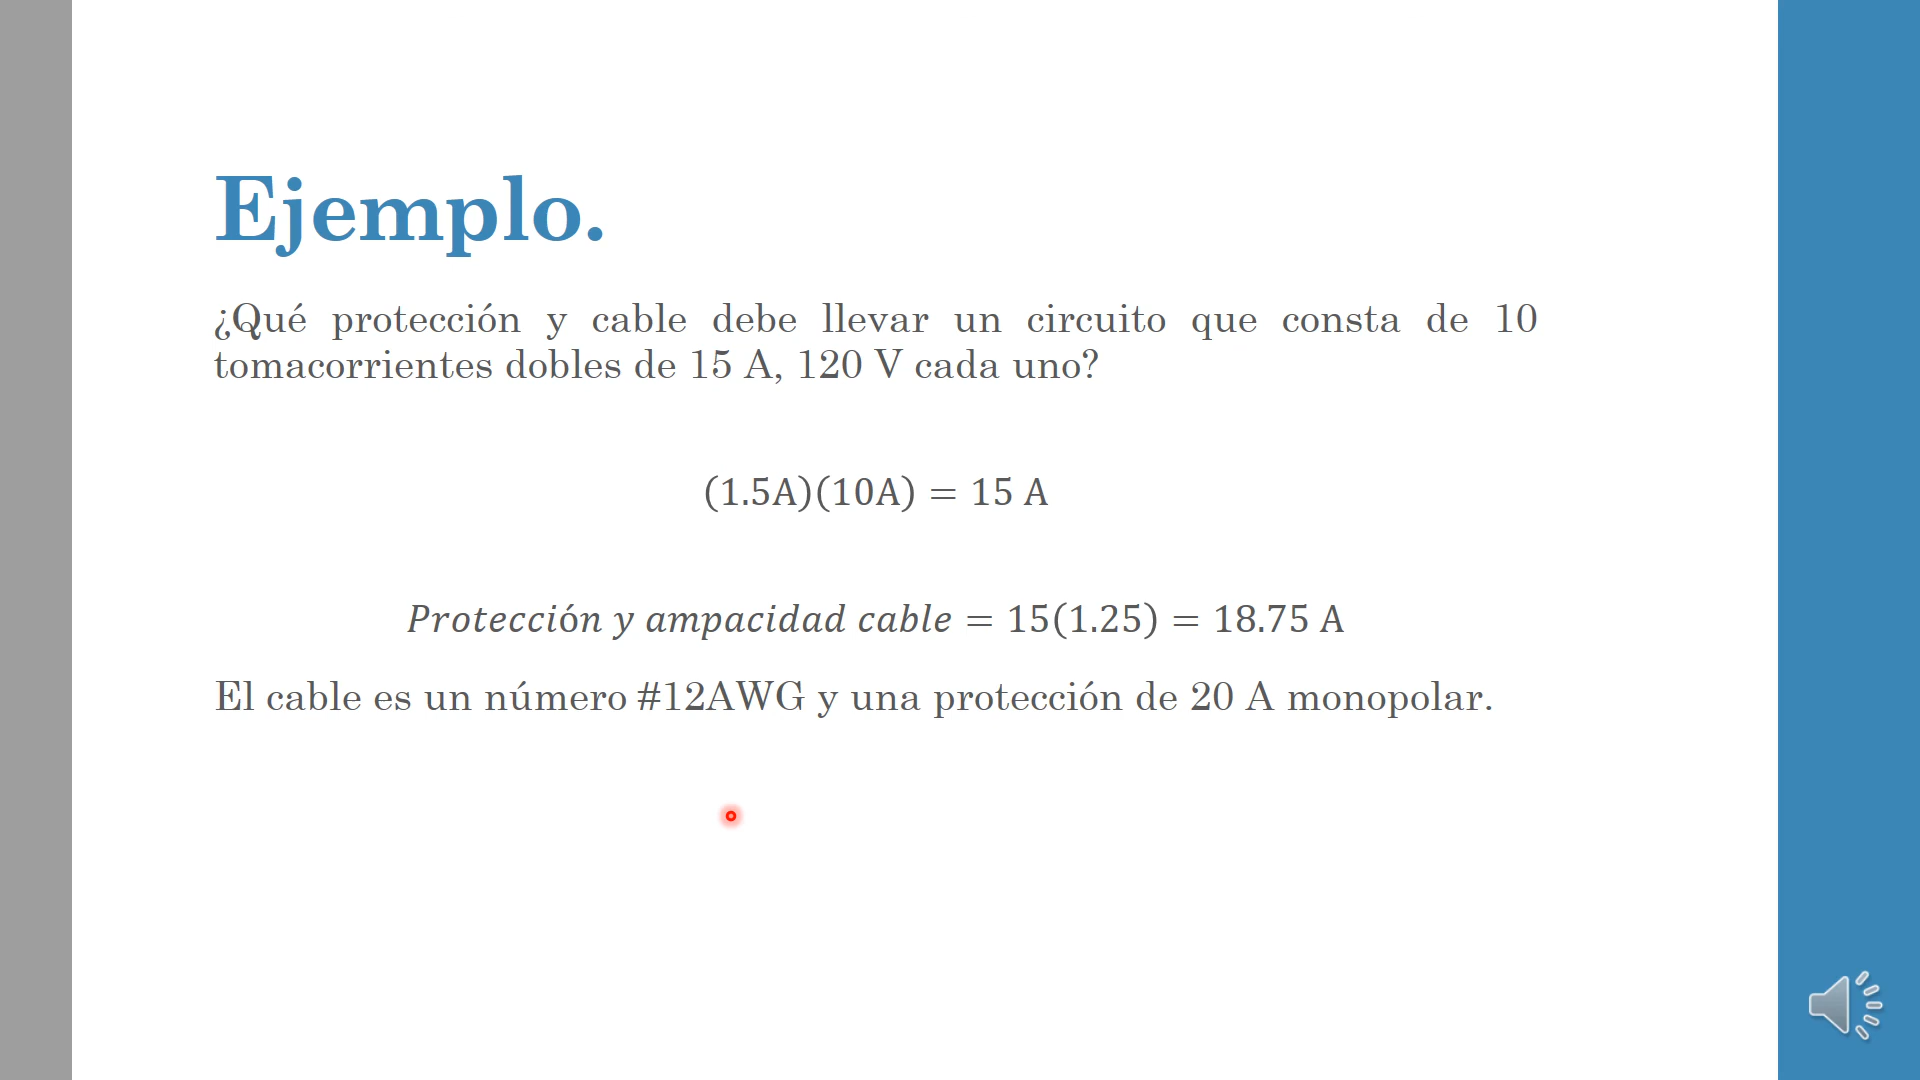 Ejemplo.
¿Qué protección y cable debe llevar un circuito que consta de 10
tomacorrientes dobles de 15 A, 120 V cada uno?
(1.5A)(10A) = 15 A
Protección y ampacidad cable = 15(1.25) = 18.75 A
El cable es un número #12AWG y una protección de 20 A monopolar.